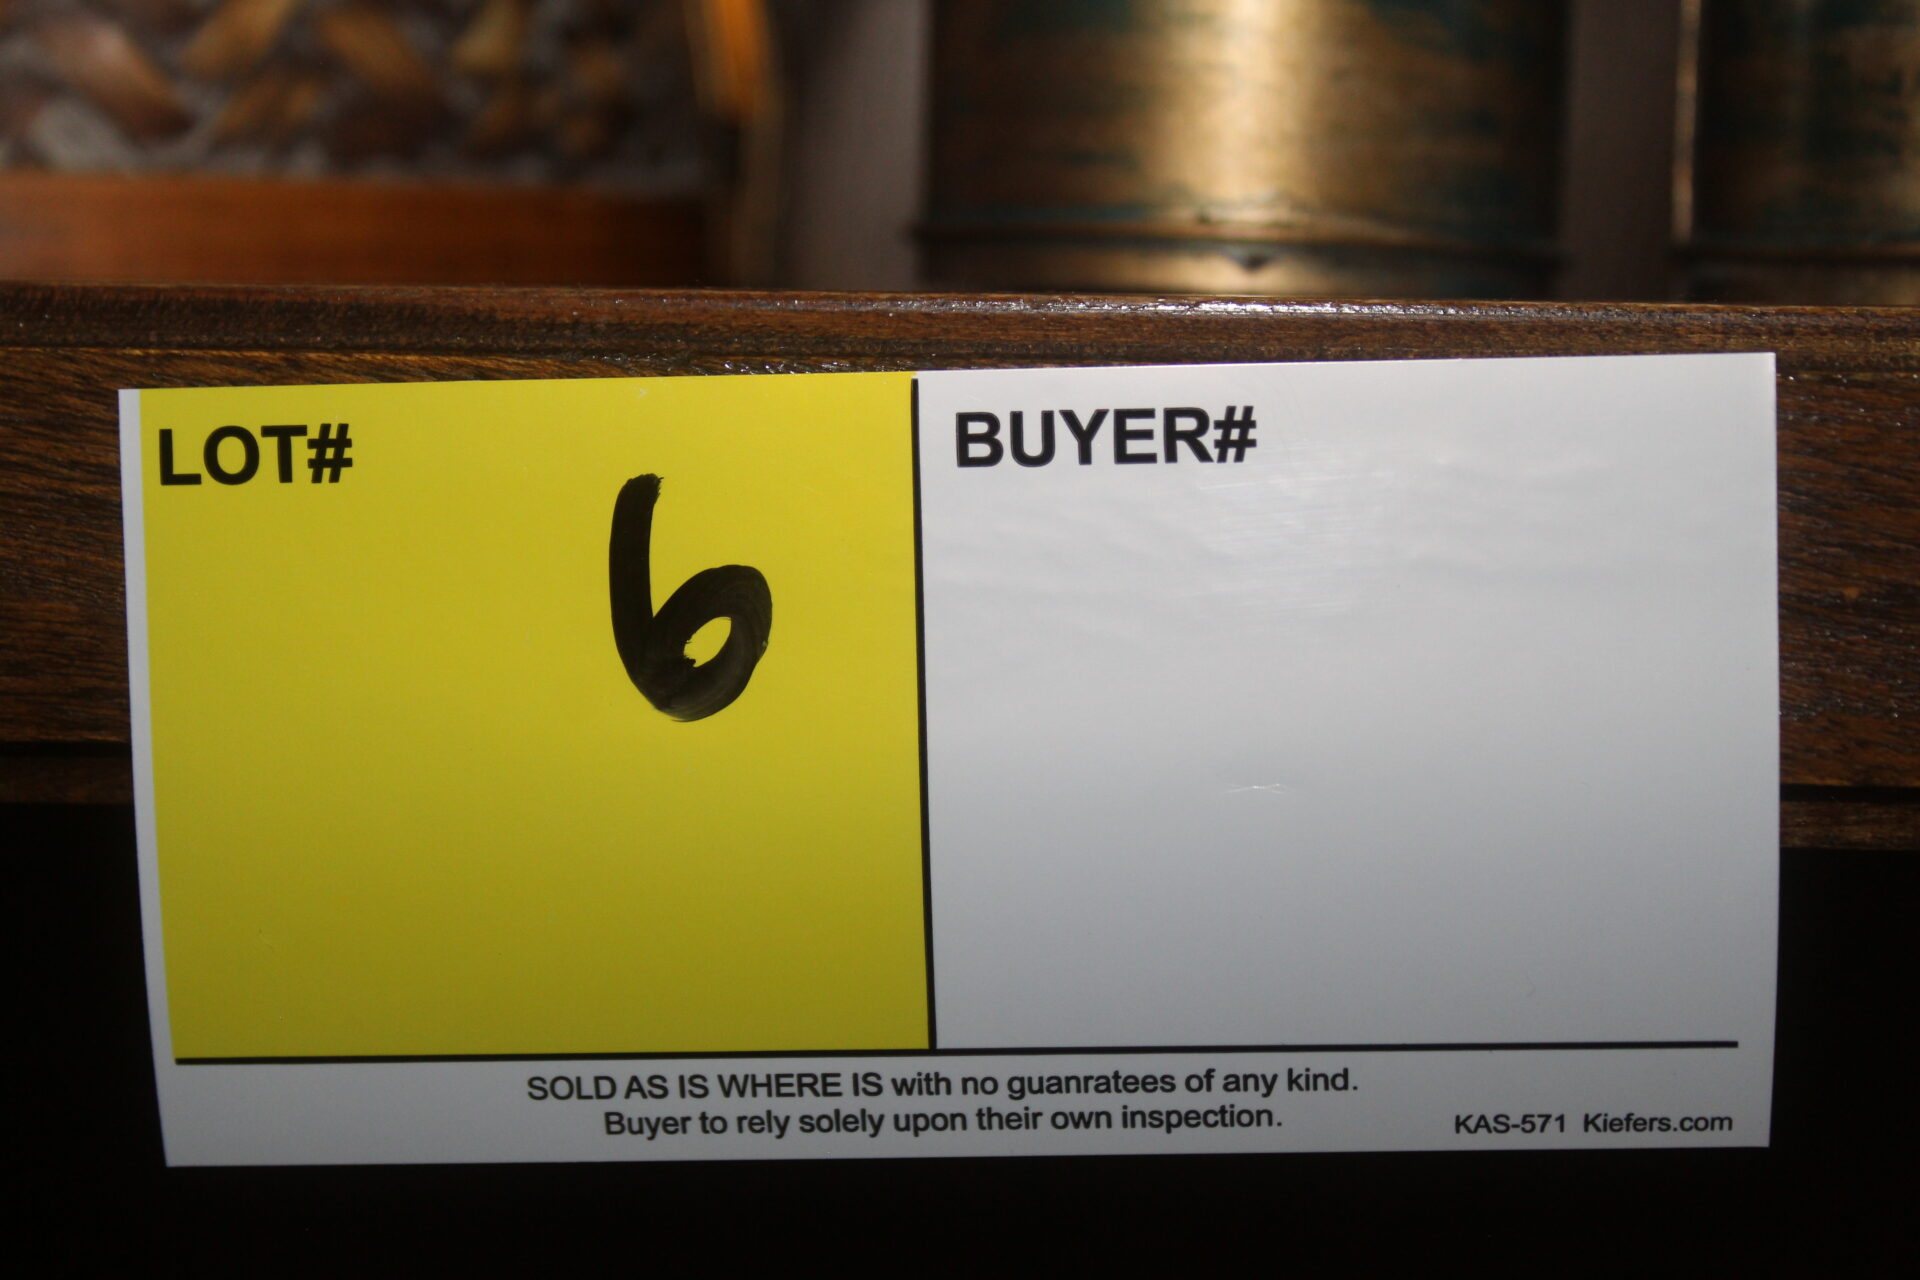 LOT#
6
BUYER#
SOLD AS IS WHERE IS with no guanratees of any kind.
Buyer to rely solely upon their own inspection.
KAS-571 Kiefers.com